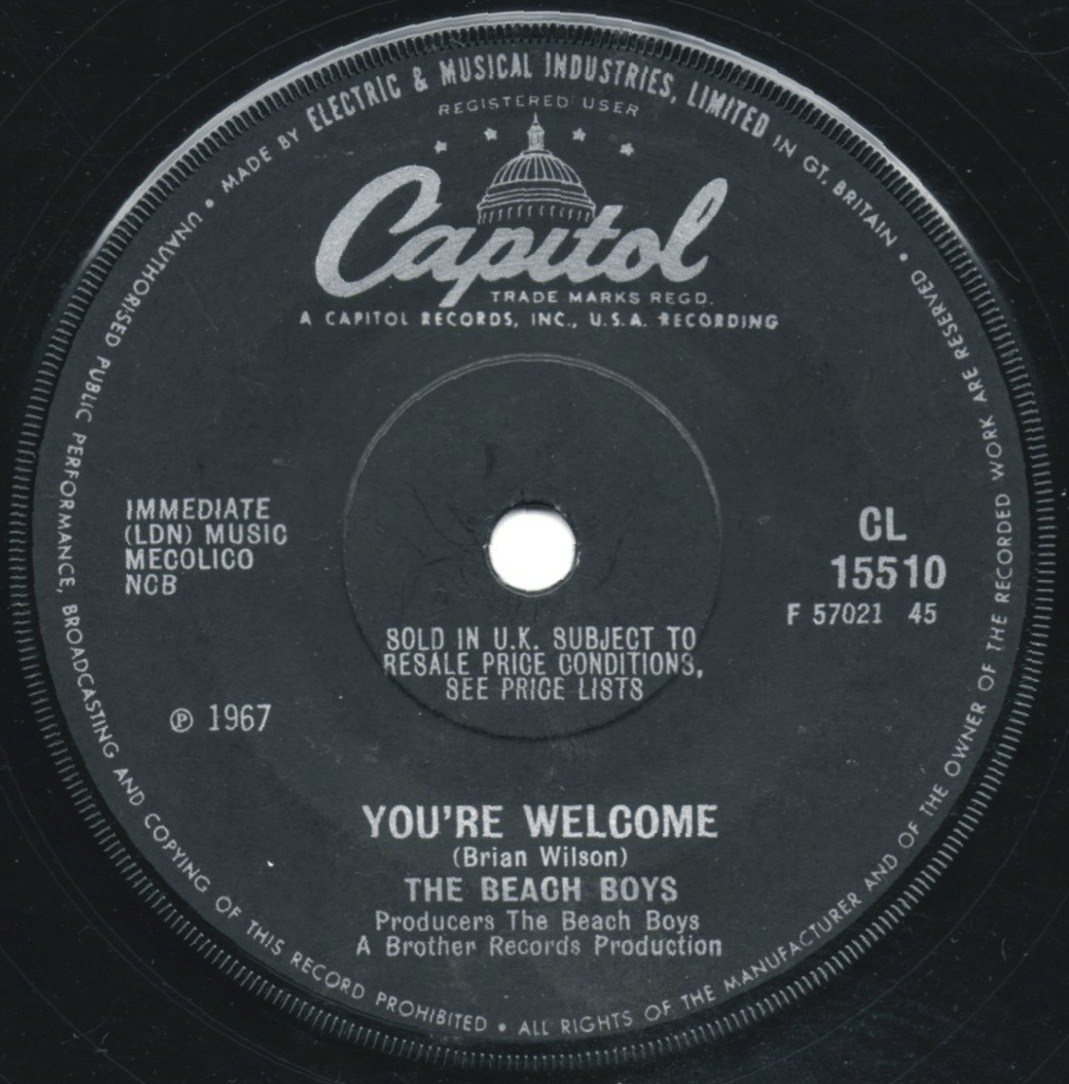 MADE BY ELECTRIC & MUSICAL INDUSTRIES, LIMITED IN GT. BRITAIN •
REGISTERED USER
Capitol
TRADE MARKS REGD.
A CAPITOL RECORDS, INC., U.S.A. RECORDING
IMMEDIATE
(LDN) MUSIC
MECOLICO
NCB
CL
15510
F 57021 45
SOLD IN U.K. SUBJECT TO
RESALE PRICE CONDITIONS,
SEE PRICE LISTS
℗ 1967
YOU'RE WELCOME
(Brian Wilson)
THE BEACH BOYS
Producers The Beach Boys
A Brother Records Production
ALL RIGHTS OF THE MANUFACTURER AND OF THE OWNER OF THE RECORDED WORK ARE RESERVED •
UNAUTHORISED PUBLIC PERFORMANCE, BROADCASTING AND COPYING OF THIS RECORD PROHIBITED •